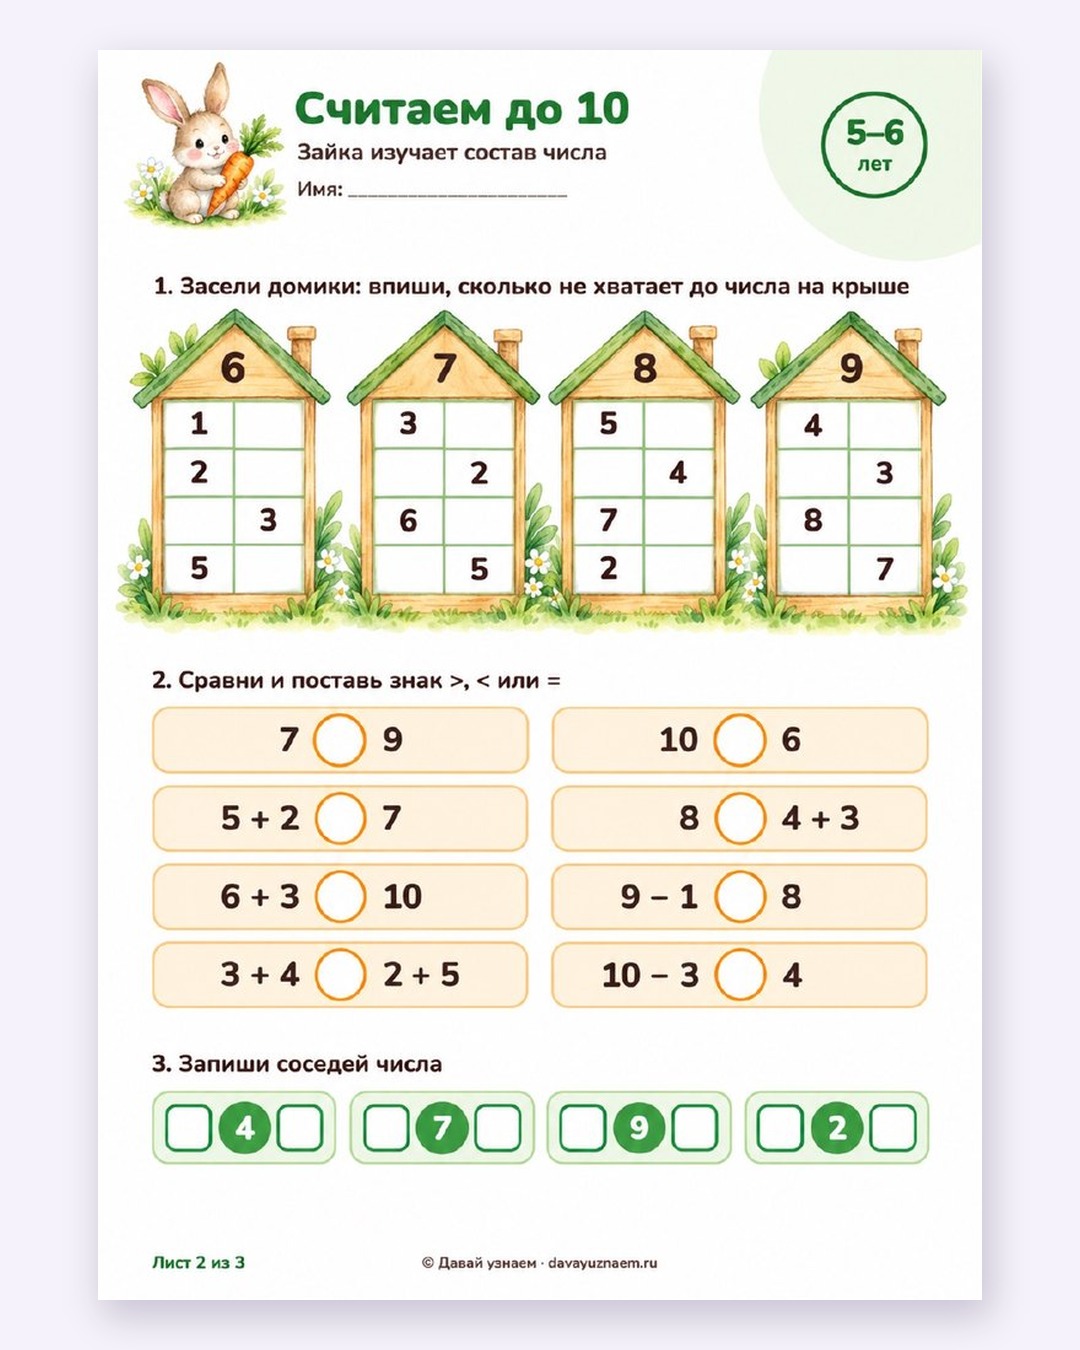 Считаем до 10
Зайка изучает состав числа
Имя: ______________________
5–6
лет
1. Засели домики: впиши, сколько не хватает до числа на крыше
6 7 8 9
1 3 5 4
2 2 4 3
3 6 7 8
5 5 2 7
2. Сравни и поставь знак >, < или =
7 9 10 6
5 + 2 7 8 4 + 3
6 + 3 10 9 – 1 8
3 + 4 2 + 5 10 – 3 4
3. Запиши соседей числа
4 7 9 2
Лист 2 из 3 © Давай узнаем · davayuznaem.ru